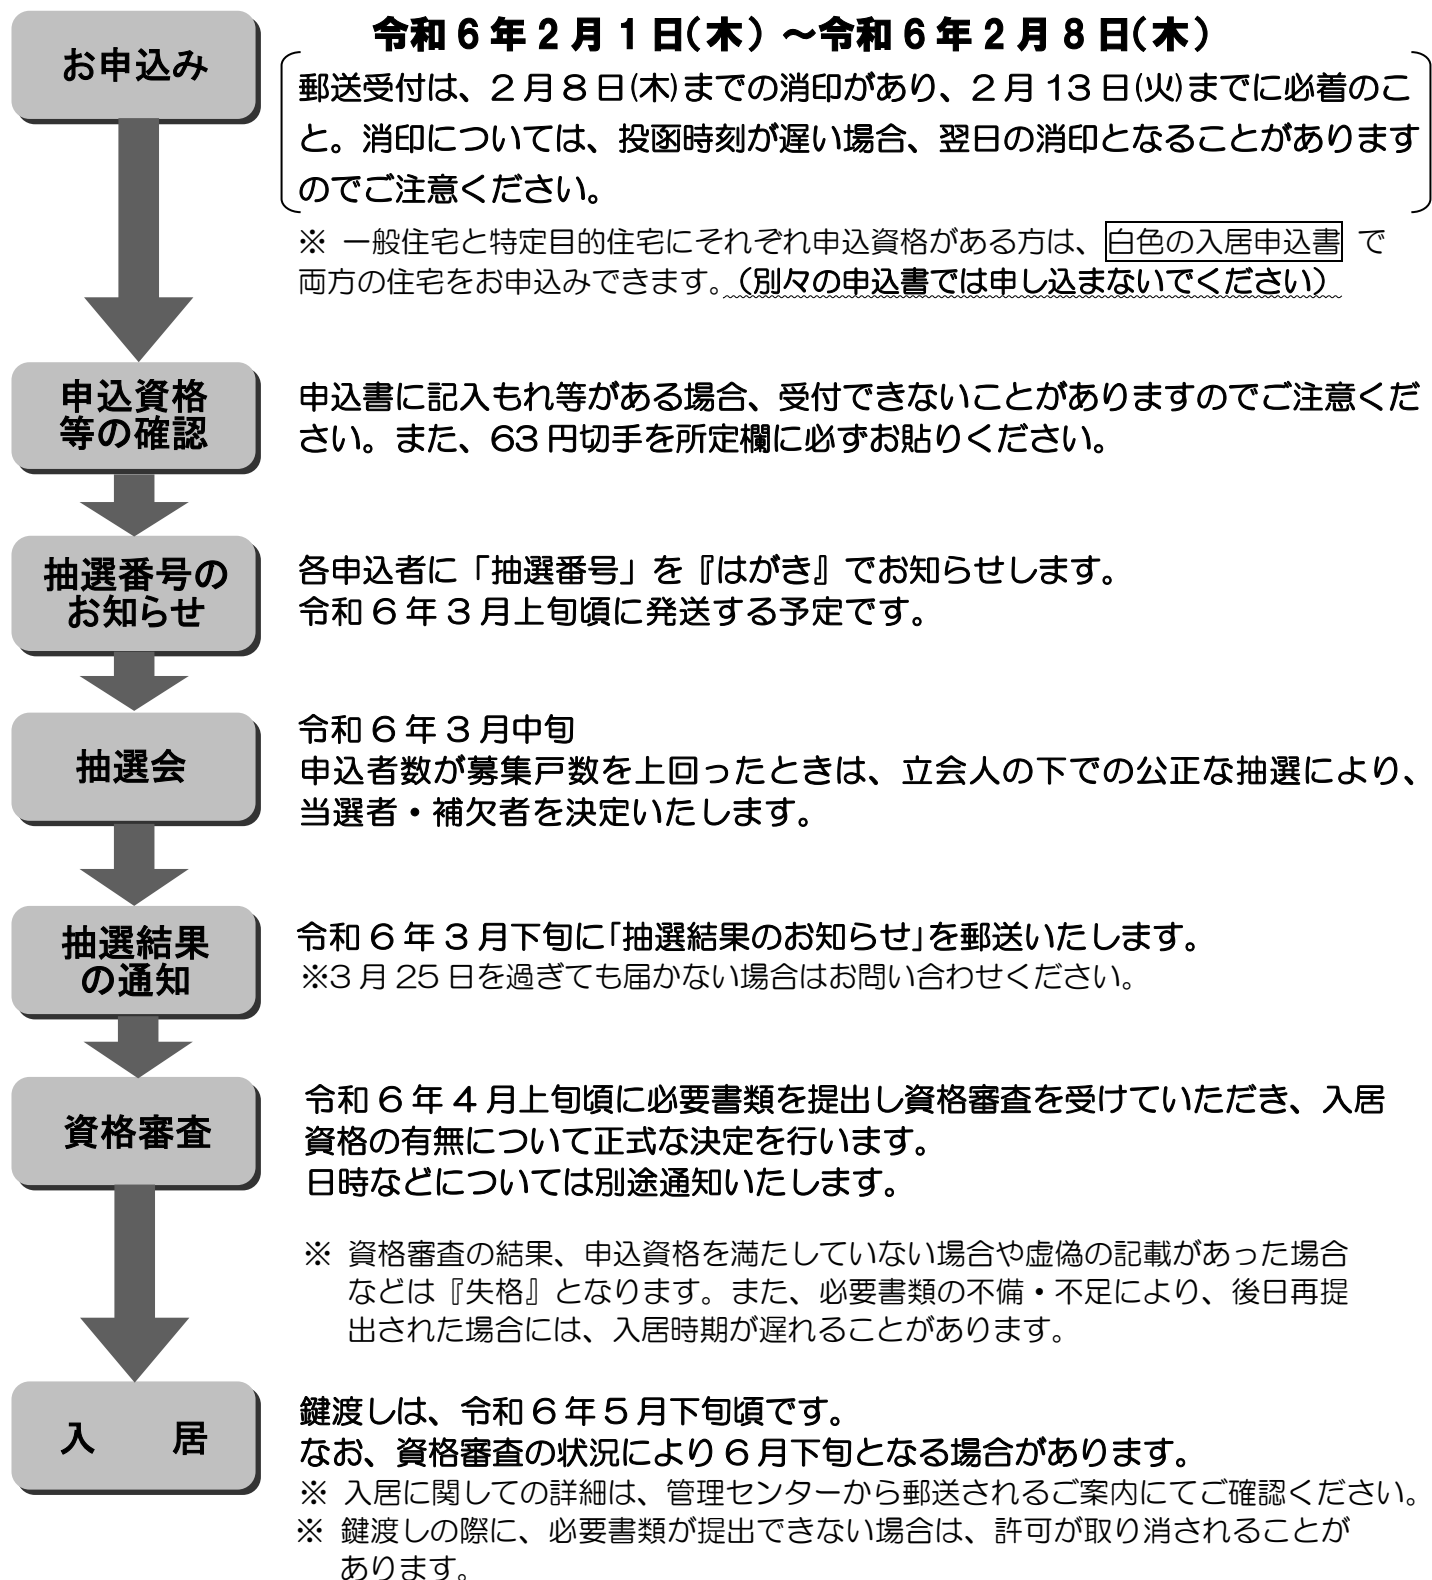 お申込み
令和６年２月１日（木）～令和６年２月８日（木）
郵送受付は、２月８日(木)までの消印があり、２月13日(火)までに必着のこ
と。消印については、投函時刻が遅い場合、翌日の消印となることがあります
のでご注意ください。
※ 一般住宅と特定目的住宅にそれぞれ申込資格がある方は、白色の入居申込書 で
両方の住宅をお申込みできます。（別々の申込書では申し込まないでください）
申込資格
等の確認
申込書に記入もれ等がある場合、受付できないことがありますのでご注意くだ
さい。また、63円切手を所定欄に必ずお貼りください。
抽選番号の
お知らせ
各申込者に「抽選番号」を『はがき』でお知らせします。
令和６年３月上旬頃に発送する予定です。
抽選会
令和６年３月中旬
申込者数が募集戸数を上回ったときは、立会人の下での公正な抽選により、
当選者・補欠者を決定いたします。
抽選結果
の通知
令和６年３月下旬に｢抽選結果のお知らせ｣を郵送いたします。
※3月25日を過ぎても届かない場合はお問い合わせください。
資格審査
令和６年４月上旬頃に必要書類を提出し資格審査を受けていただき、入居
資格の有無について正式な決定を行います。
日時などについては別途通知いたします。
※ 資格審査の結果、申込資格を満たしていない場合や虚偽の記載があった場合
などは『失格』となります。また、必要書類の不備・不足により、後日再提
出された場合には、入居時期が遅れることがあります。
入　居
鍵渡しは、令和６年５月下旬頃です。
なお、資格審査の状況により６月下旬となる場合があります。
※ 入居に関しての詳細は、管理センターから郵送されるご案内にてご確認ください。
※ 鍵渡しの際に、必要書類が提出できない場合は、許可が取り消されることが
あります。